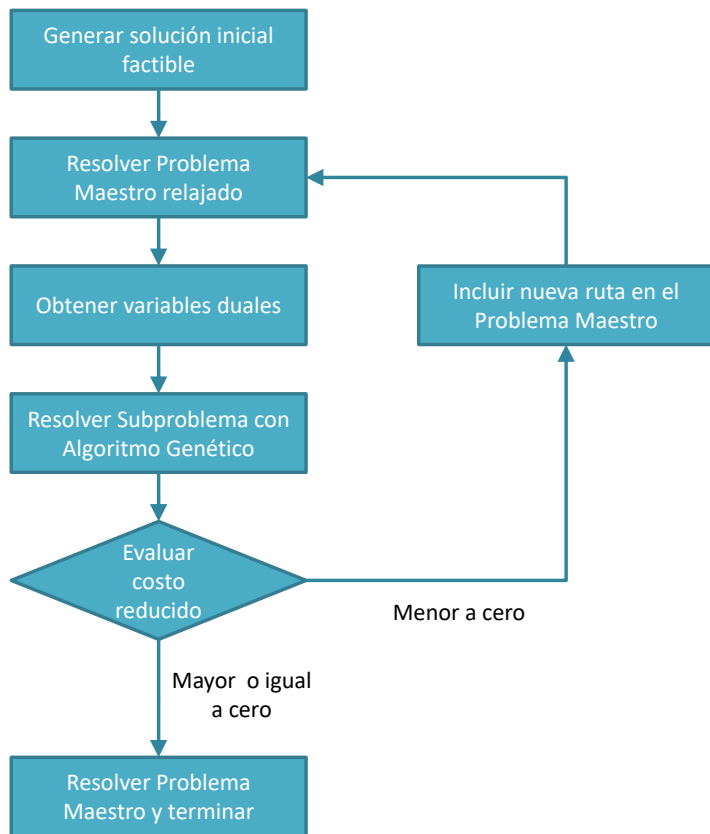 Generar solución inicial
factible
Resolver Problema
Maestro relajado
Obtener variables duales
Incluir nueva ruta en el
Problema Maestro
Resolver Subproblema con
Algoritmo Genético
Evaluar
costo
reducido
Menor a cero
Mayor o igual
a cero
Resolver Problema
Maestro y terminar